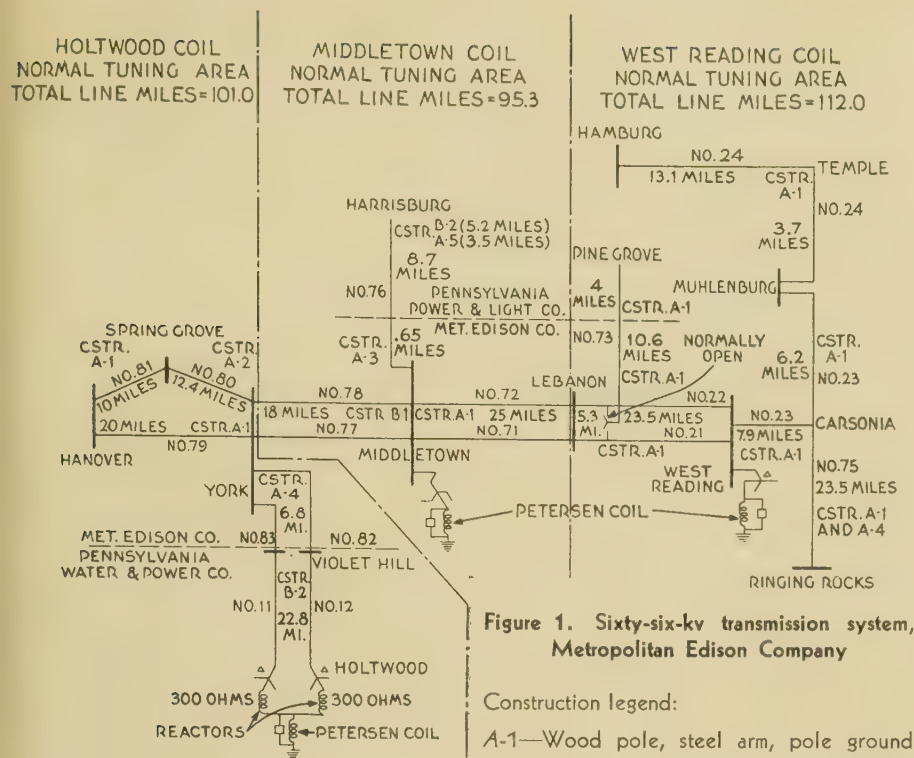 HOLTWOOD COIL
NORMAL TUNING AREA
TOTAL LINE MILES=101.0
MIDDLETOWN COIL
NORMAL TUNING AREA
TOTAL LINE MILES=95.3
WEST READING COIL
NORMAL TUNING AREA
TOTAL LINE MILES=112.0
HAMBURG
NO.24
13.1 MILES
CSTR.
A-1
TEMPLE
NO.24
3.7
MILES
MUHLENBURG
HARRISBURG
CSTR. B-2(5.2 MILES)
A-5(3.5 MILES)
8.7
MILES
NO.76
PENNSYLVANIA
POWER & LIGHT CO.
MET. EDISON CO.
CSTR.
A-3
.65
MILES
PINE GROVE
4
MILES
CSTR.A-1
NO.73
NORMALLY
OPEN
10.6
MILES
CSTR.A-1
CSTR.
A-1
6.2
MILES
NO.23
SPRING GROVE
CSTR.
A-1
CSTR.
A-2
NO.81
10 MILES
NO.80
12.4 MILES
20 MILES
CSTR.A-1
NO.79
HANOVER
NO.78
18 MILES
CSTR B1
NO.77
NO.72
CSTR.A-1
25 MILES
NO.71
MIDDLETOWN
LEBANON
5.3
MI.
NO.22
23.5 MILES
NO.21
CSTR.A-1
NO.23
CARSONIA
7.9 MILES
CSTR.A-1
WEST
READING
NO.75
23.5 MILES
CSTR.A-1
AND A-4
RINGING ROCKS
PETERSEN COIL
YORK
CSTR.
A-4
6.8
MI.
MET. EDISON CO.
NO.83
NO.82
PENNSYLVANIA
WATER & POWER CO.
VIOLET HILL
CSTR.
B-2
NO.11
NO.12
22.8
MI.
HOLTWOOD
300 OHMS
300 OHMS
REACTORS
PETERSEN COIL
Figure 1. Sixty-six-kv transmission system,
Metropolitan Edison Company
Construction legend:
A-1—Wood pole, steel arm, pole ground